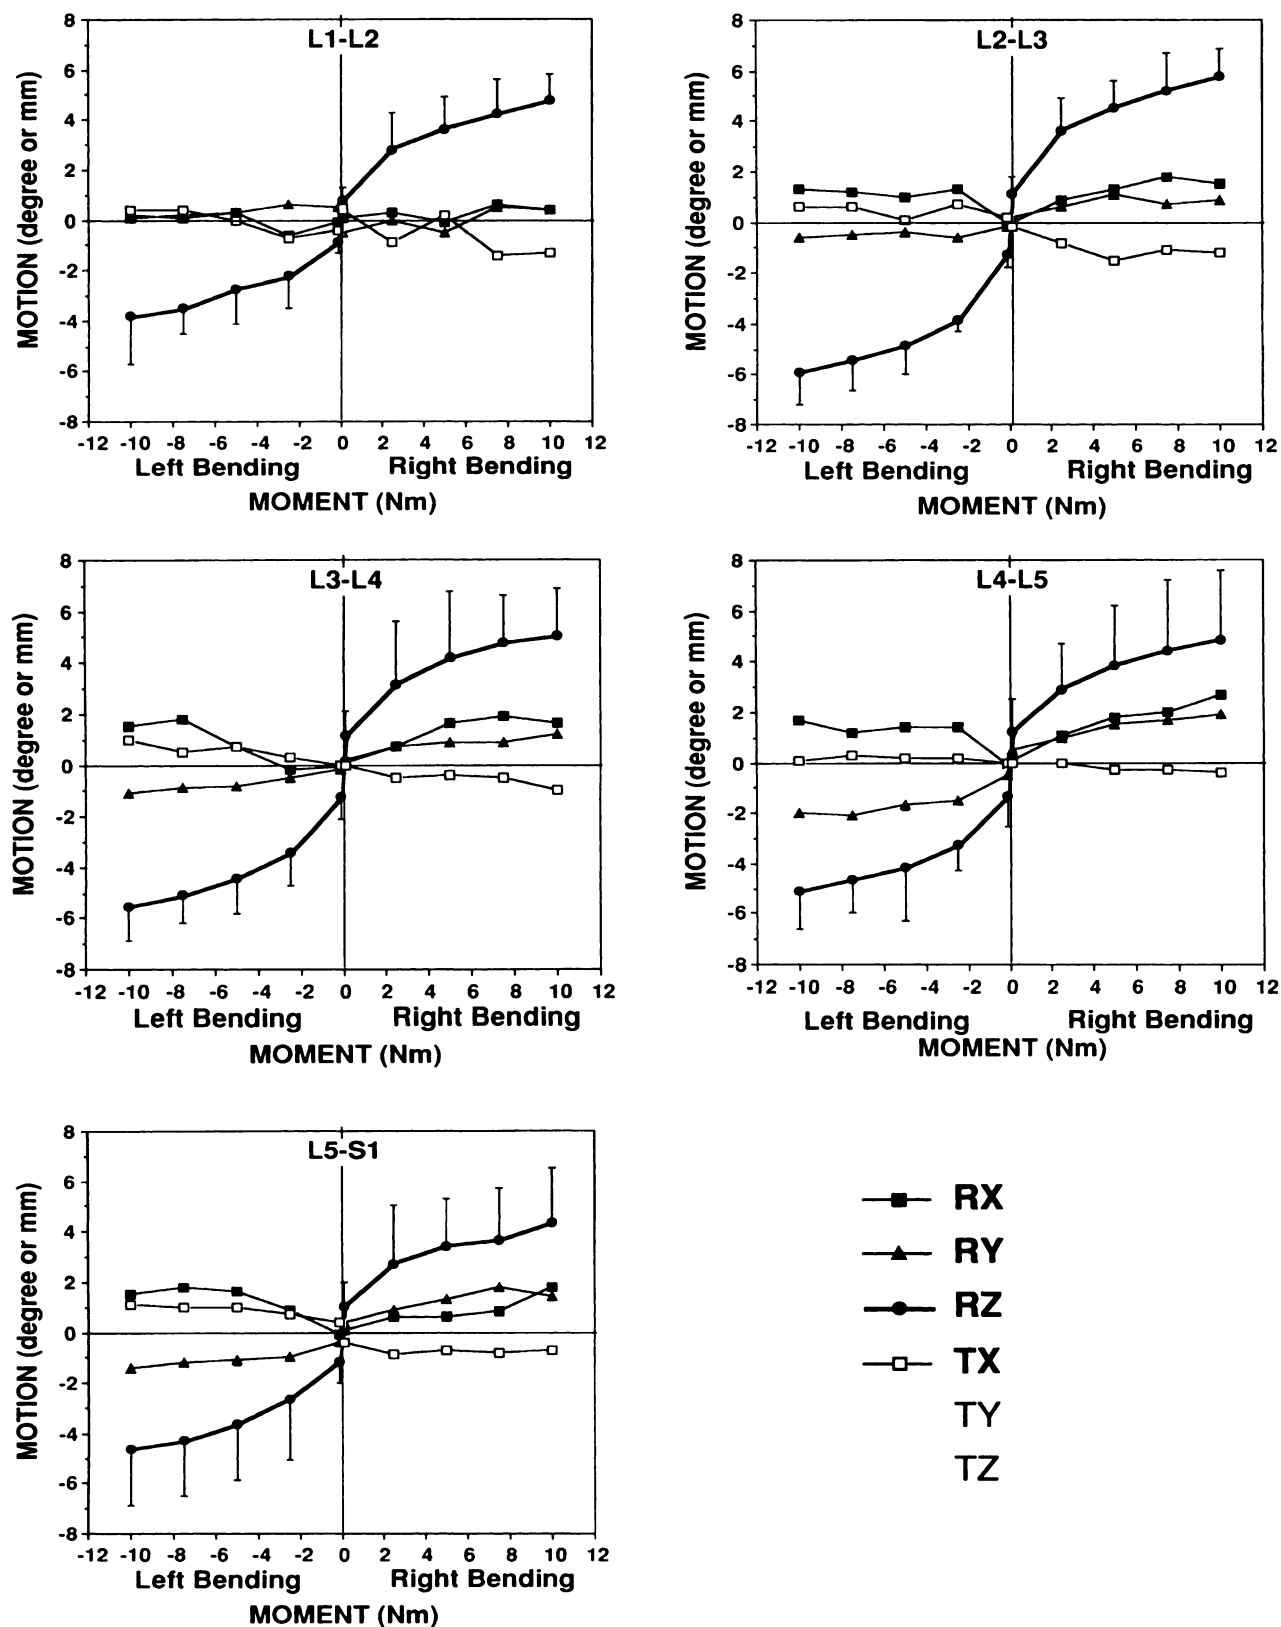 L1-L2
8
6
4
2
0
-2
-4
-6
-8
MOTION (degree or mm)
-12 -10 -8 -6 -4 -2 0 2 4 6 8 10 12
Left Bending Right Bending
MOMENT (Nm)
L2-L3
8
6
4
2
0
-2
-4
-6
-8
MOTION (degree or mm)
-12 -10 -8 -6 -4 -2 0 2 4 6 8 10 12
Left Bending Right Bending
MOMENT (Nm)
L3-L4
8
6
4
2
0
-2
-4
-6
-8
MOTION (degree or mm)
-12 -10 -8 -6 -4 -2 0 2 4 6 8 10 12
Left Bending Right Bending
MOMENT (Nm)
L4-L5
8
6
4
2
0
-2
-4
-6
-8
MOTION (degree or mm)
-12 -10 -8 -6 -4 -2 0 2 4 6 8 10 12
Left Bending Right Bending
MOMENT (Nm)
L5-S1
8
6
4
2
0
-2
-4
-6
-8
MOTION (degree or mm)
-12 -10 -8 -6 -4 -2 0 2 4 6 8 10 12
Left Bending Right Bending
MOMENT (Nm)
RX
RY
RZ
TX
TY
TZ